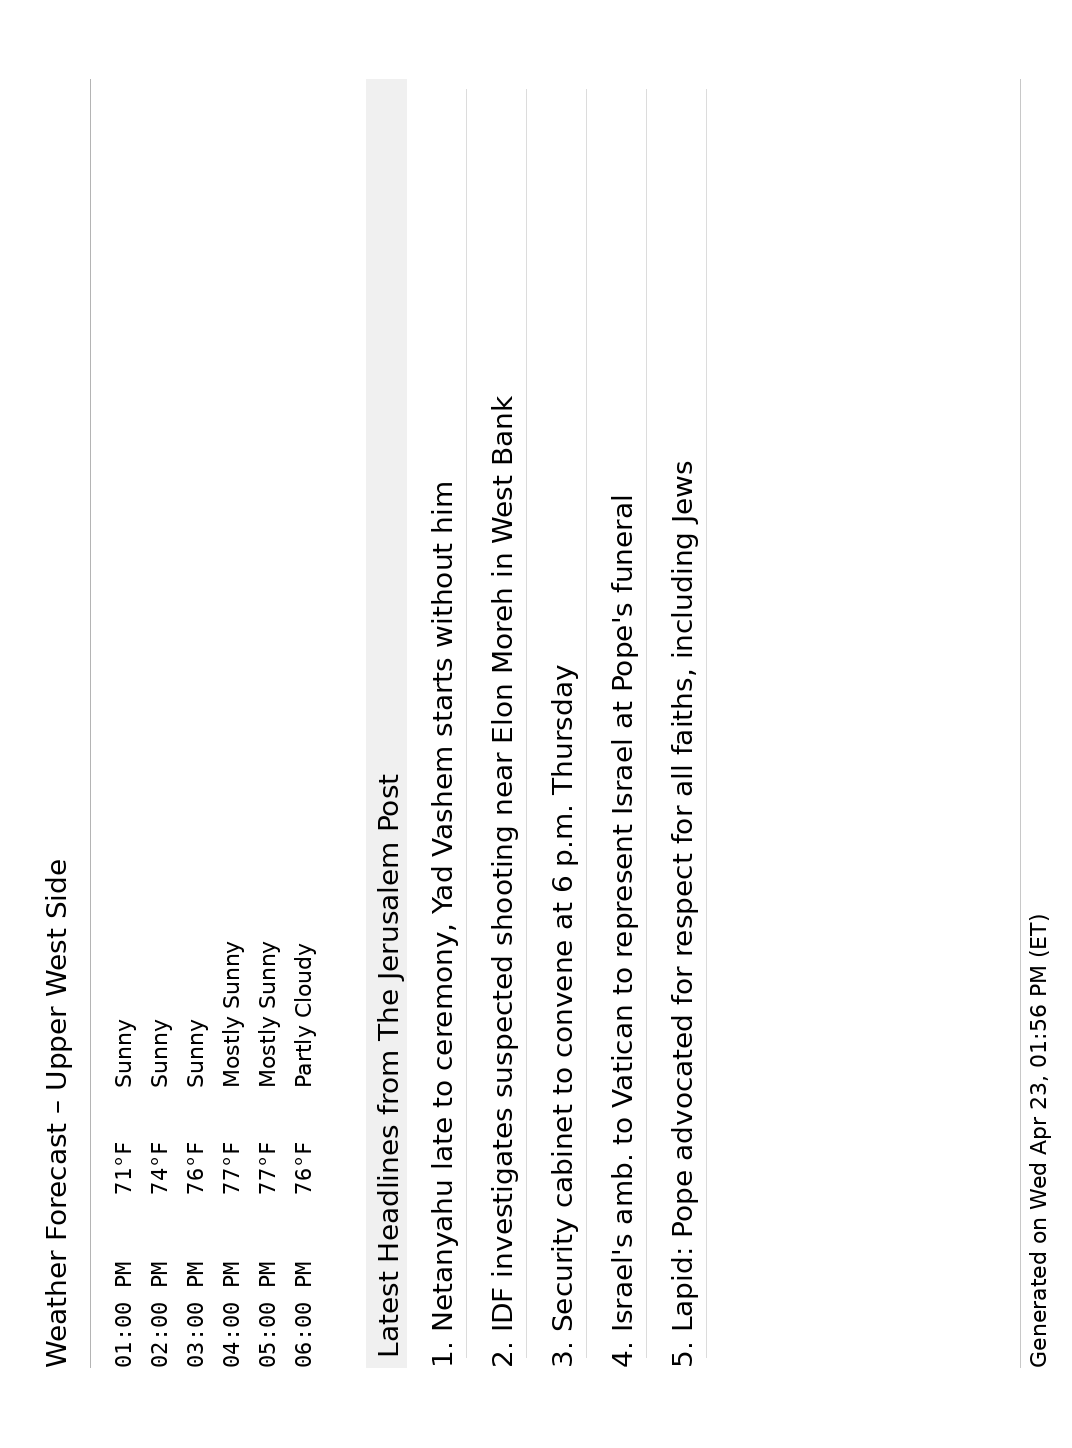 Weather Forecast – Upper West Side
01:00 PM 71°F Sunny
02:00 PM 74°F Sunny
03:00 PM 76°F Sunny
04:00 PM 77°F Mostly Sunny
05:00 PM 77°F Mostly Sunny
06:00 PM 76°F Partly Cloudy
Latest Headlines from The Jerusalem Post
1. Netanyahu late to ceremony, Yad Vashem starts without him
2. IDF investigates suspected shooting near Elon Moreh in West Bank
3. Security cabinet to convene at 6 p.m. Thursday
4. Israel's amb. to Vatican to represent Israel at Pope's funeral
5. Lapid: Pope advocated for respect for all faiths, including Jews
Generated on Wed Apr 23, 01:56 PM (ET)